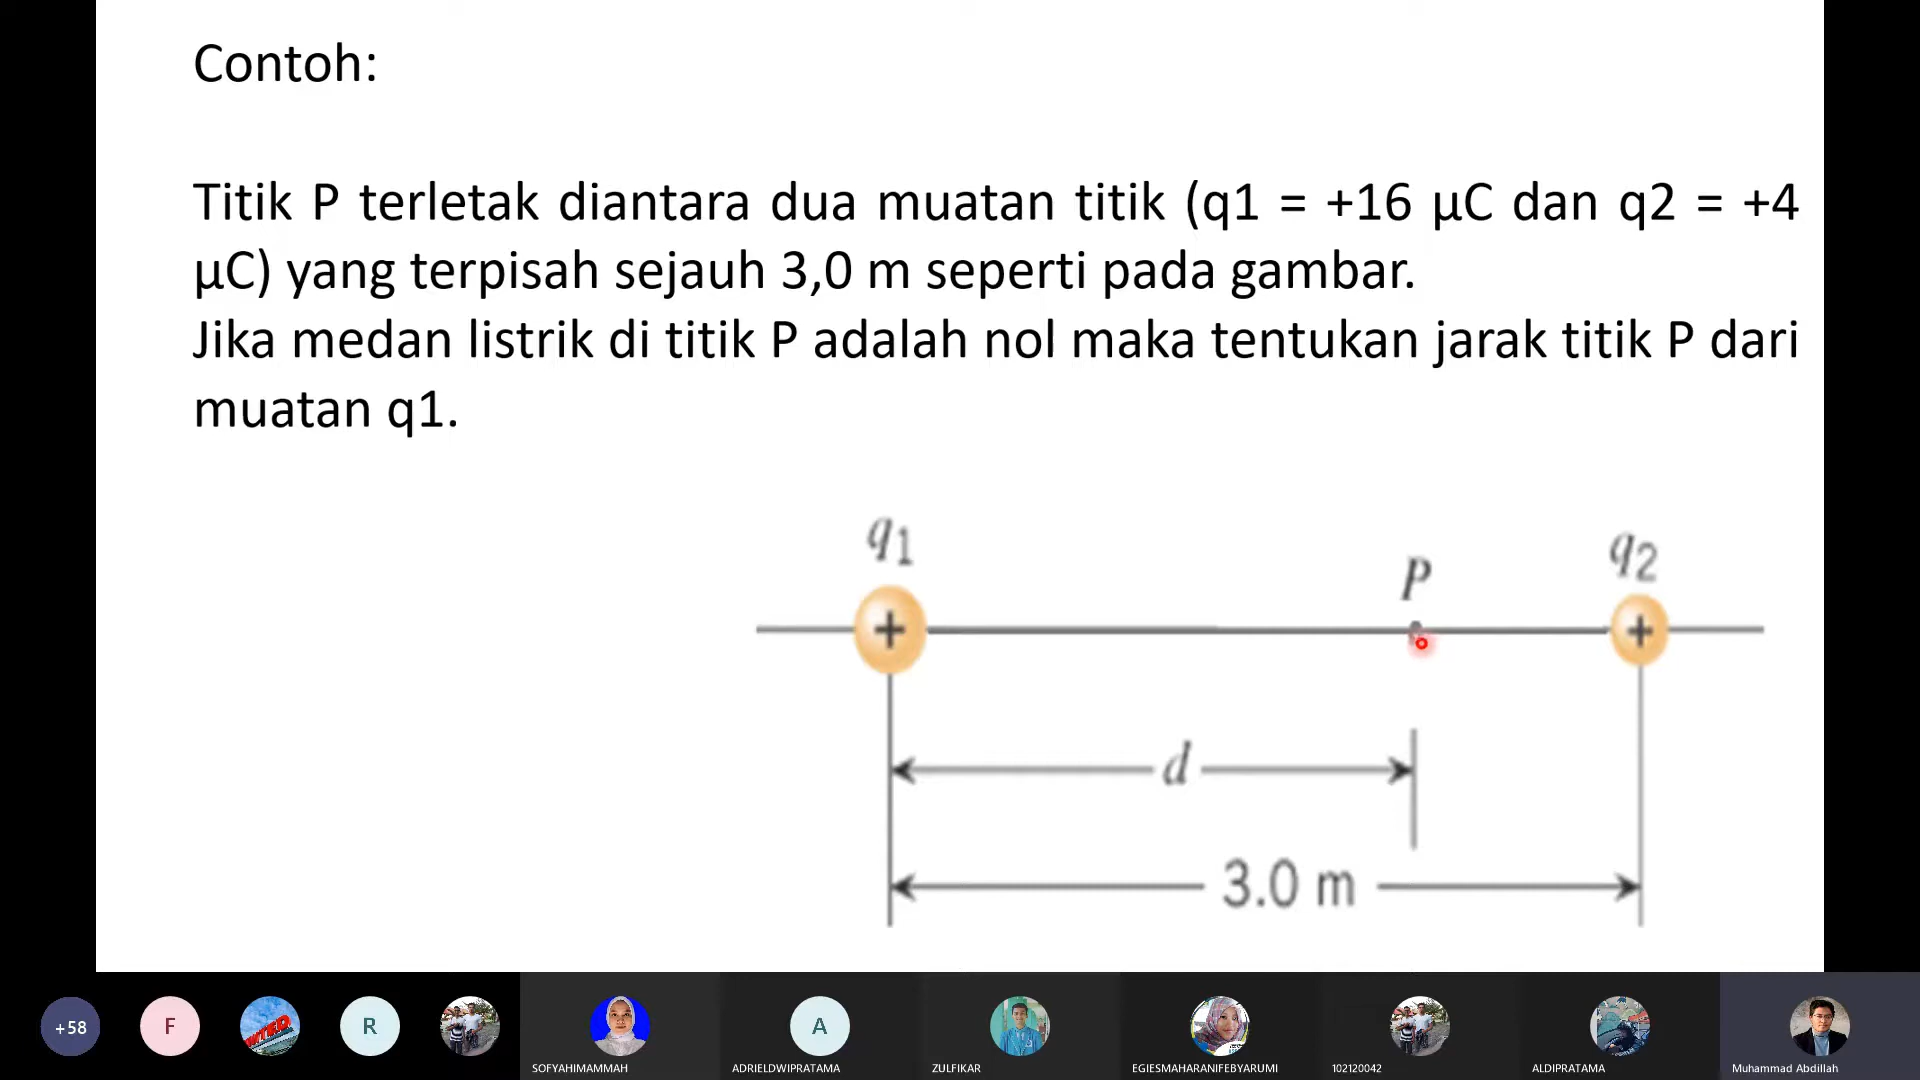 Contoh:
Titik P terletak diantara dua muatan titik (q1 = +16 µC dan q2 = +4
µC) yang terpisah sejauh 3,0 m seperti pada gambar.
Jika medan listrik di titik P adalah nol maka tentukan jarak titik P dari
muatan q1.
q1
P
q2
+
+
d
3.0 m
+58
F
WTED
R
A
SOFYAHIMAMMAH
ADRIELDWIPRATAMA
ZULFIKAR
EGIESMAHARANIFEBYARUMI
102120042
ALDIPRATAMA
Muhammad Abdillah